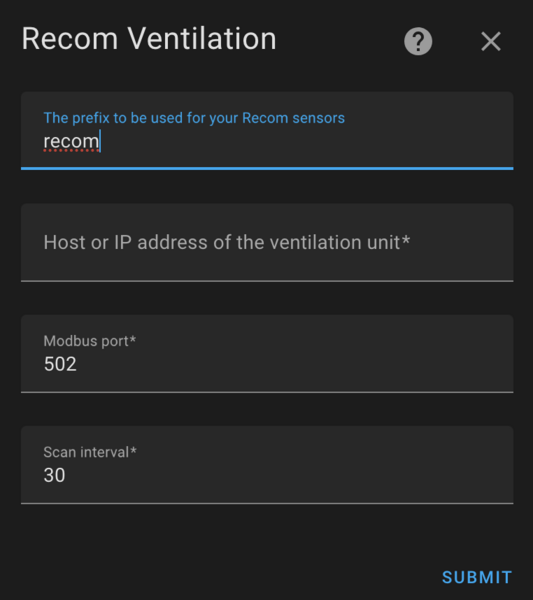 Recom Ventilation
The prefix to be used for your Recom sensors
recom
Host or IP address of the ventilation unit*
Modbus port*
502
Scan interval*
30
SUBMIT